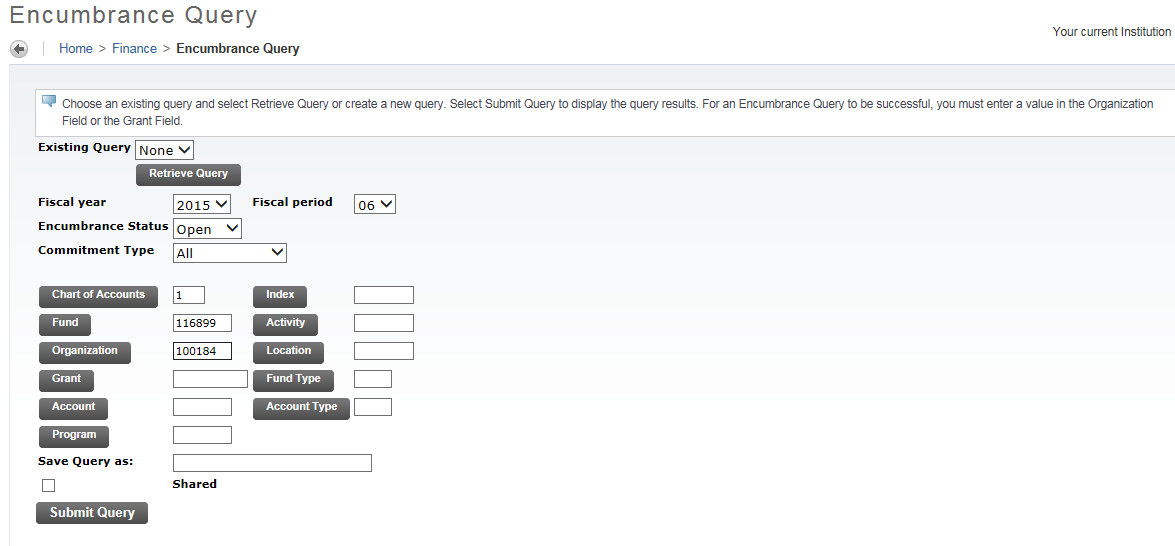 Encumbrance Query
Your current Institution
Home > Finance > Encumbrance Query
Choose an existing query and select Retrieve Query or create a new query. Select Submit Query to display the query results. For an Encumbrance Query to be successful, you must enter a value in the Organization
Field or the Grant Field.
Existing Query None
Retrieve Query
Fiscal year 2015 Fiscal period 06
Encumbrance Status Open
Commitment Type All
Chart of Accounts 1 Index
Fund 116899 Activity
Organization 100184 Location
Grant Fund Type
Account Account Type
Program
Save Query as:
Shared
Submit Query